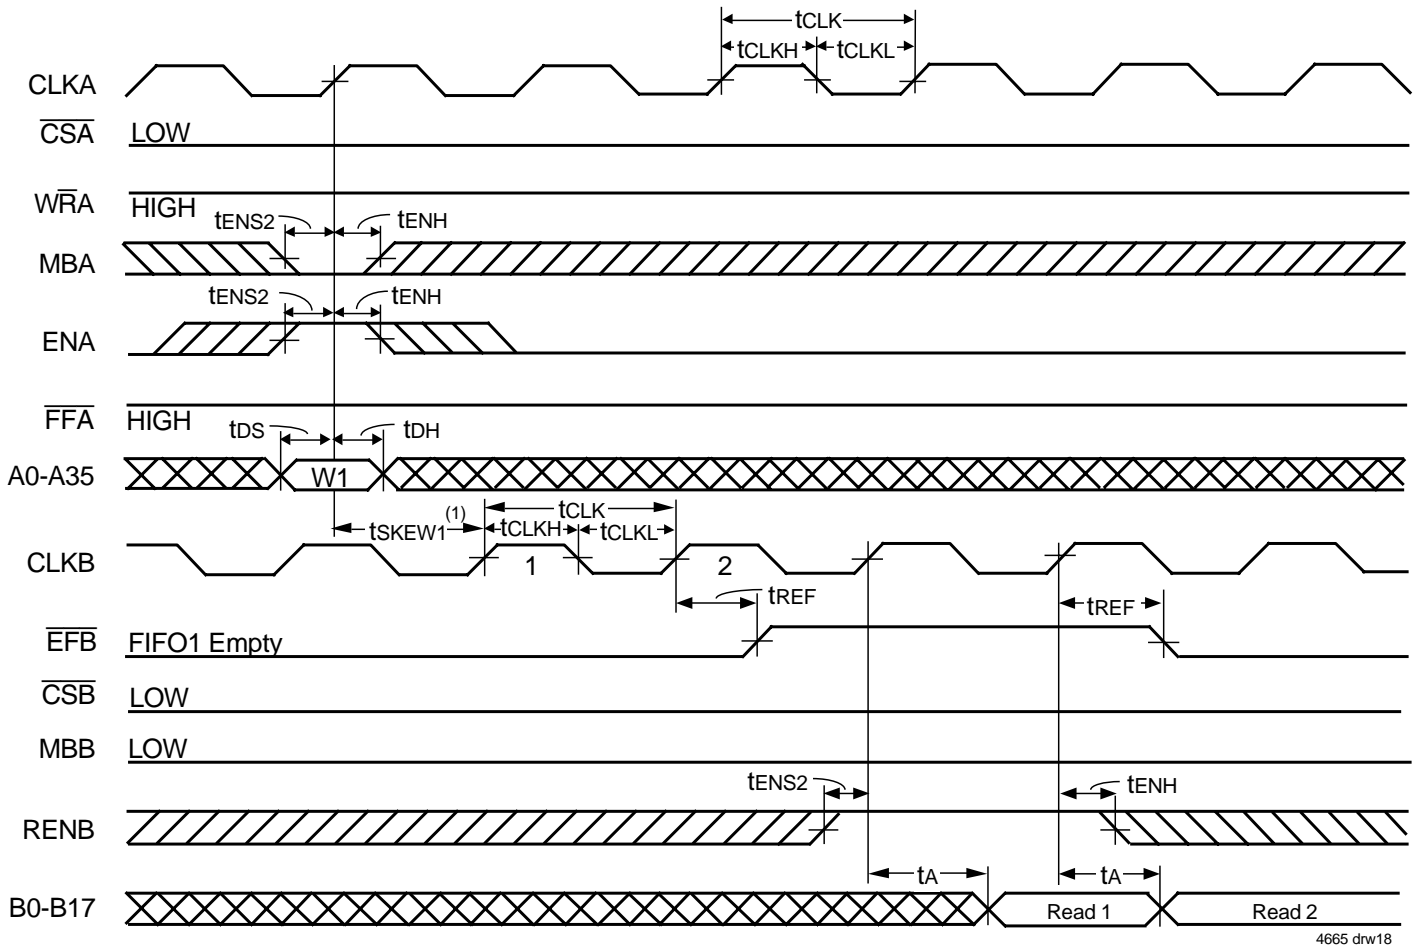 tCLK
tCLKH
tCLKL
CLKA
CSA
LOW
WRA
HIGH
tENS2
tENH
MBA
tENS2
tENH
ENA
FFA
HIGH
tDS
tDH
A0-A35
W1
tSKEW1(1)
tCLK
tCLKH
tCLKL
CLKB
1
2
tREF
tREF
EFB
FIFO1 Empty
CSB
LOW
MBB
LOW
tENS2
tENH
RENB
tA
tA
B0-B17
Read 1
Read 2
4665 drw18